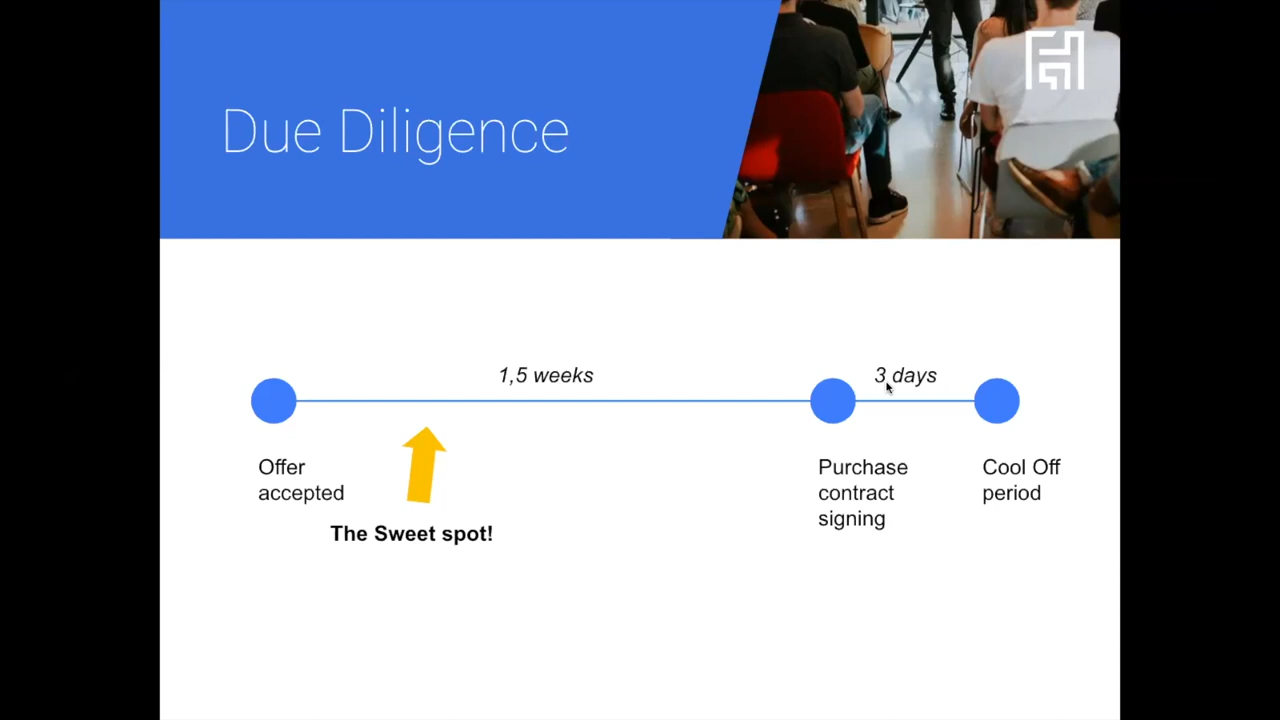 Due Diligence
1,5 weeks
3 days
Offer
accepted
Purchase
contract
signing
Cool Off
period
The Sweet spot!